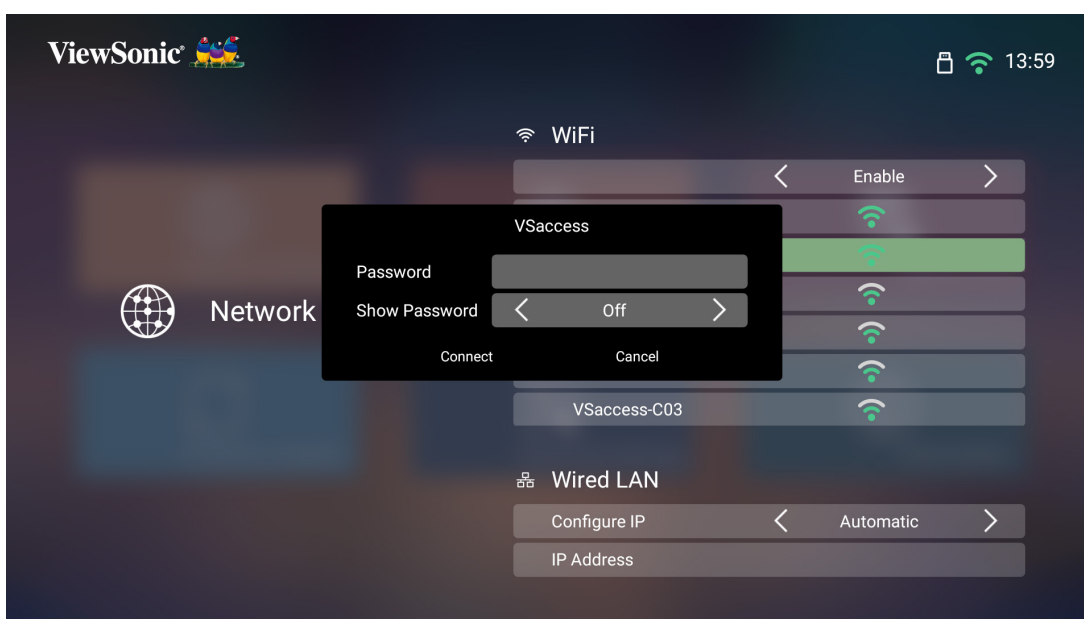 ViewSonic®
13:59
WiFi
Enable
VSaccess
Password
Network
Show Password
Off
Connect
Cancel
VSaccess-C03
Wired LAN
Configure IP
Automatic
IP Address